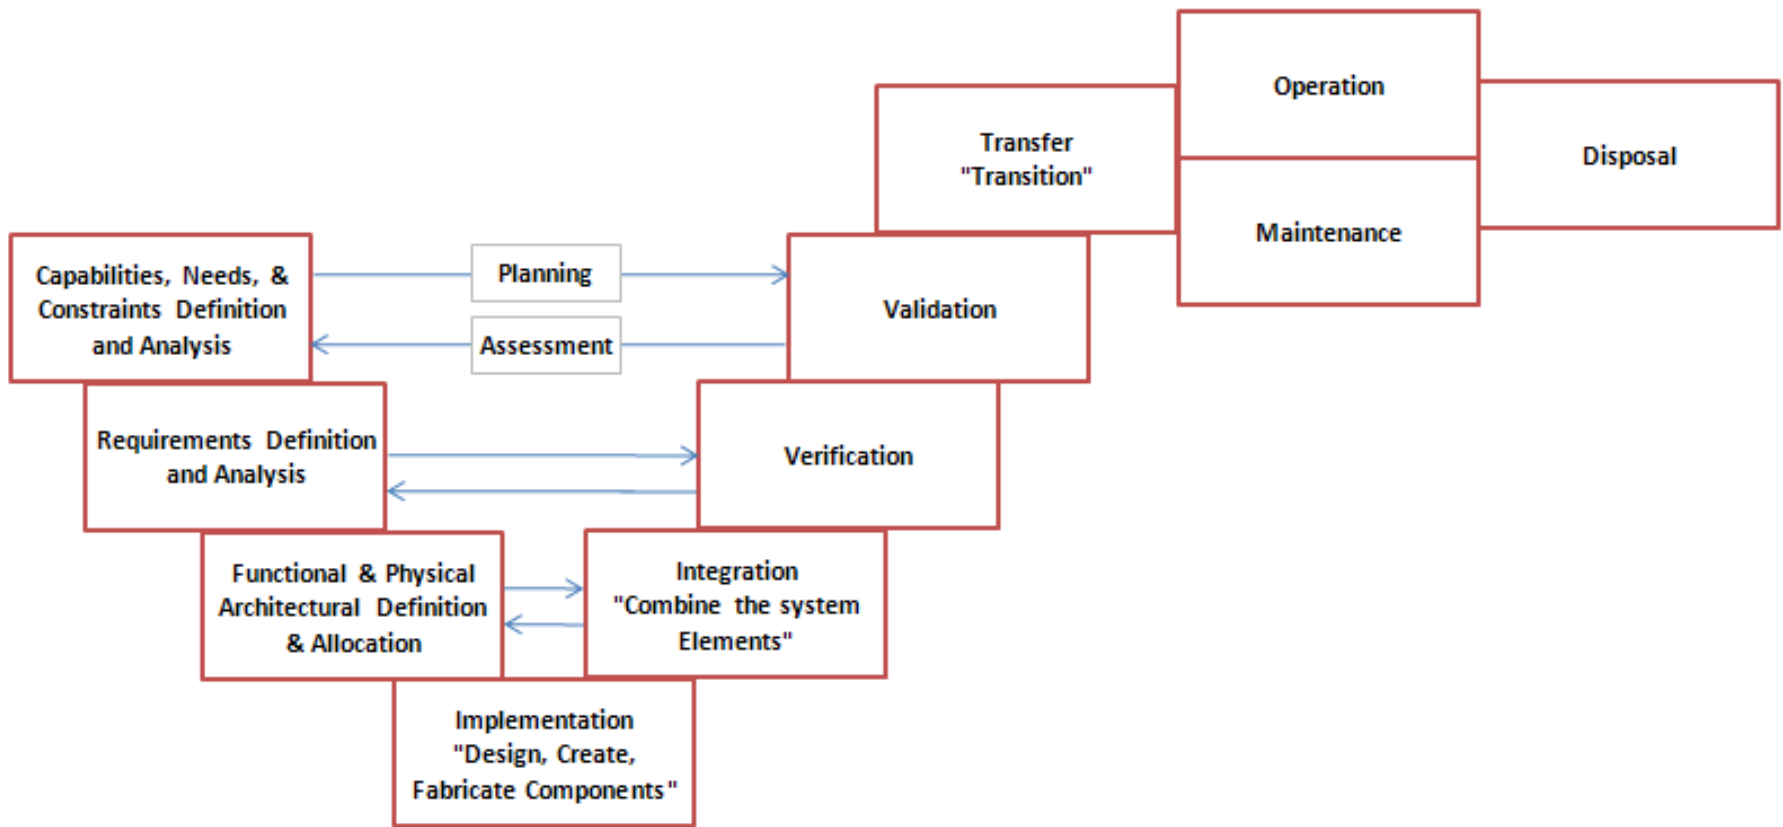 Operation
Transfer
"Transition"
Disposal
Maintenance
Capabilities, Needs, &
Constraints Definition
and Analysis
Planning
Assessment
Validation
Requirements Definition
and Analysis
Verification
Functional & Physical
Architectural Definition
& Allocation
Integration
"Combine the system
Elements"
Implementation
"Design, Create,
Fabricate Components"